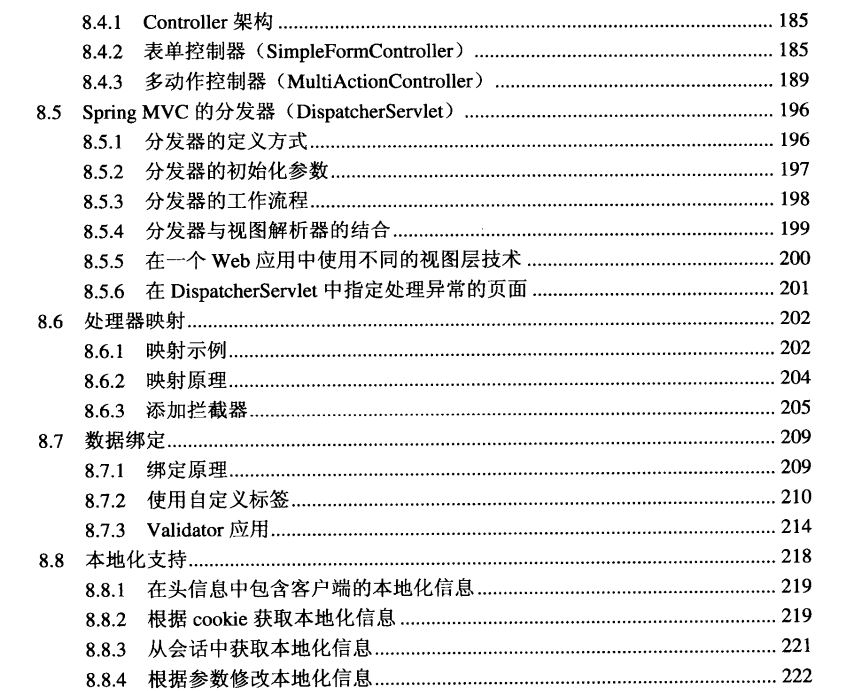 8.4.1 Controller 架构 185
8.4.2 表单控制器（SimpleFormController） 185
8.4.3 多动作控制器（MultiActionController） 189
8.5 Spring MVC 的分发器（DispatcherServlet） 196
8.5.1 分发器的定义方式 196
8.5.2 分发器的初始化参数 197
8.5.3 分发器的工作流程 198
8.5.4 分发器与视图解析器的结合 199
8.5.5 在一个 Web 应用中使用不同的视图层技术 200
8.5.6 在 DispatcherServlet 中指定处理异常的页面 201
8.6 处理器映射 202
8.6.1 映射示例 202
8.6.2 映射原理 204
8.6.3 添加拦截器 205
8.7 数据绑定 209
8.7.1 绑定原理 209
8.7.2 使用自定义标签 210
8.7.3 Validator 应用 214
8.8 本地化支持 218
8.8.1 在头信息中包含客户端的本地化信息 219
8.8.2 根据 cookie 获取本地化信息 219
8.8.3 从会话中获取本地化信息 221
8.8.4 根据参数修改本地化信息 222